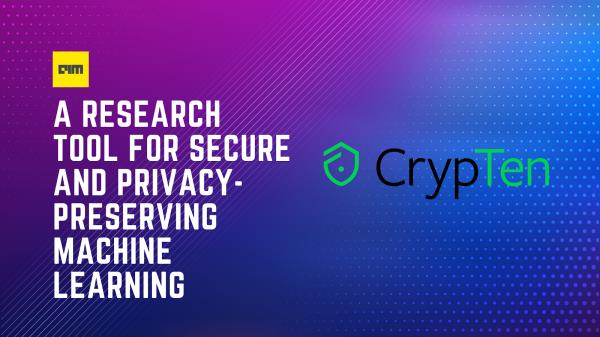 AIM
A RESEARCH
TOOL FOR SECURE
AND PRIVACY-
PRESERVING
MACHINE
LEARNING
CrypTen